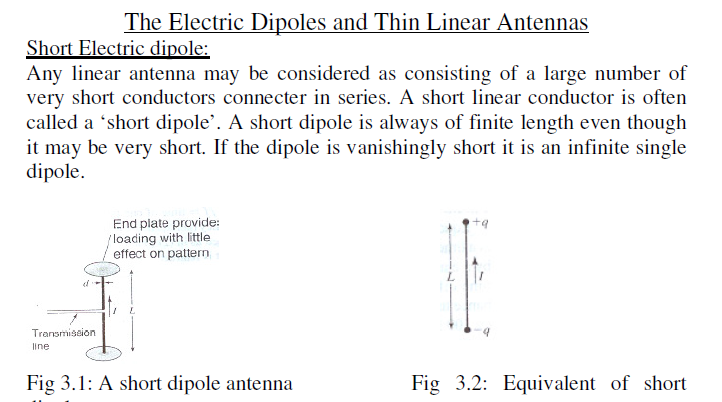 The Electric Dipoles and Thin Linear Antennas
Short Electric dipole:
Any linear antenna may be considered as consisting of a large number of
very short conductors connecter in series. A short linear conductor is often
called a ‘short dipole’. A short dipole is always of finite length even though
it may be very short. If the dipole is vanishingly short it is an infinite single
dipole.
End plate provide:
loading with little
effect on pattern
d
I
L
Transmission
line
+q
L
I
-q
Fig 3.1: A short dipole antenna
Fig 3.2: Equivalent of short